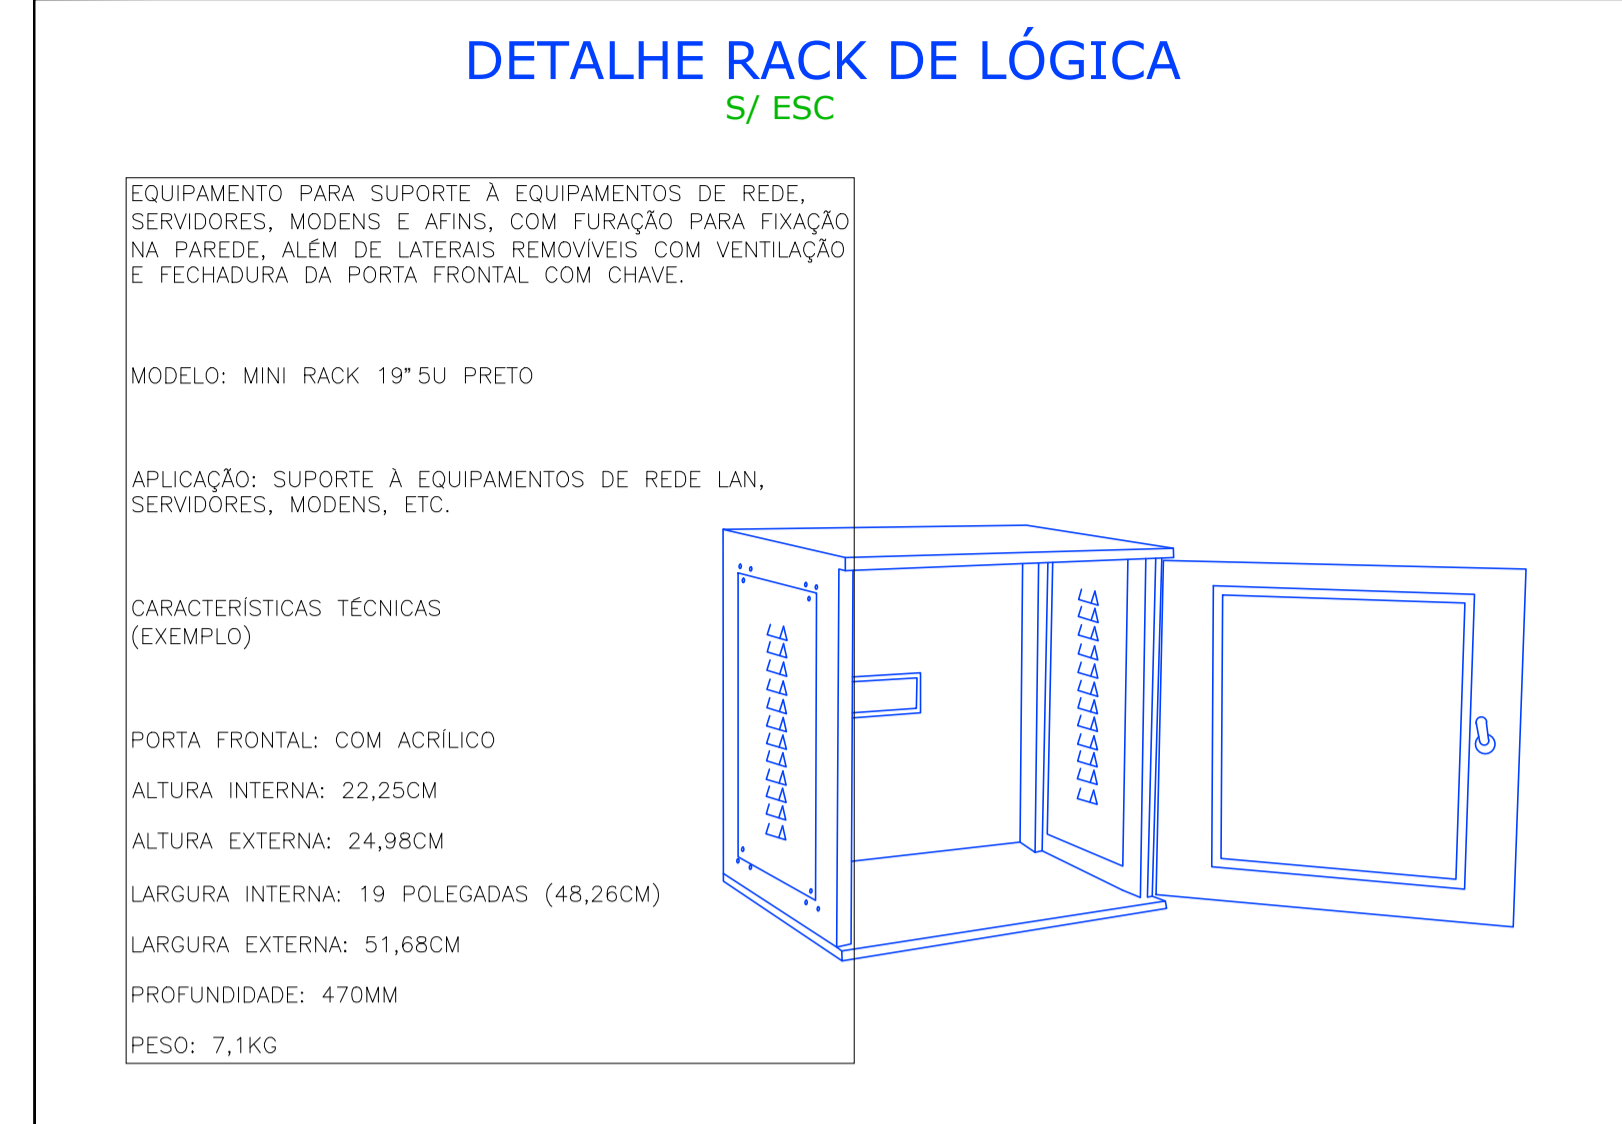 DETALHE RACK DE LÓGICA
S/ ESC
EQUIPAMENTO PARA SUPORTE À EQUIPAMENTOS DE REDE,
SERVIDORES, MODENS E AFINS, COM FURAÇÃO PARA FIXAÇÃO
NA PAREDE, ALÉM DE LATERAIS REMOVÍVEIS COM VENTILAÇÃO
E FECHADURA DA PORTA FRONTAL COM CHAVE.
MODELO: MINI RACK 19" 5U PRETO
APLICAÇÃO: SUPORTE À EQUIPAMENTOS DE REDE LAN,
SERVIDORES, MODENS, ETC.
CARACTERÍSTICAS TÉCNICAS
(EXEMPLO)
PORTA FRONTAL: COM ACRÍLICO
ALTURA INTERNA: 22,25CM
ALTURA EXTERNA: 24,98CM
LARGURA INTERNA: 19 POLEGADAS (48,26CM)
LARGURA EXTERNA: 51,68CM
PROFUNDIDADE: 470MM
PESO: 7,1KG